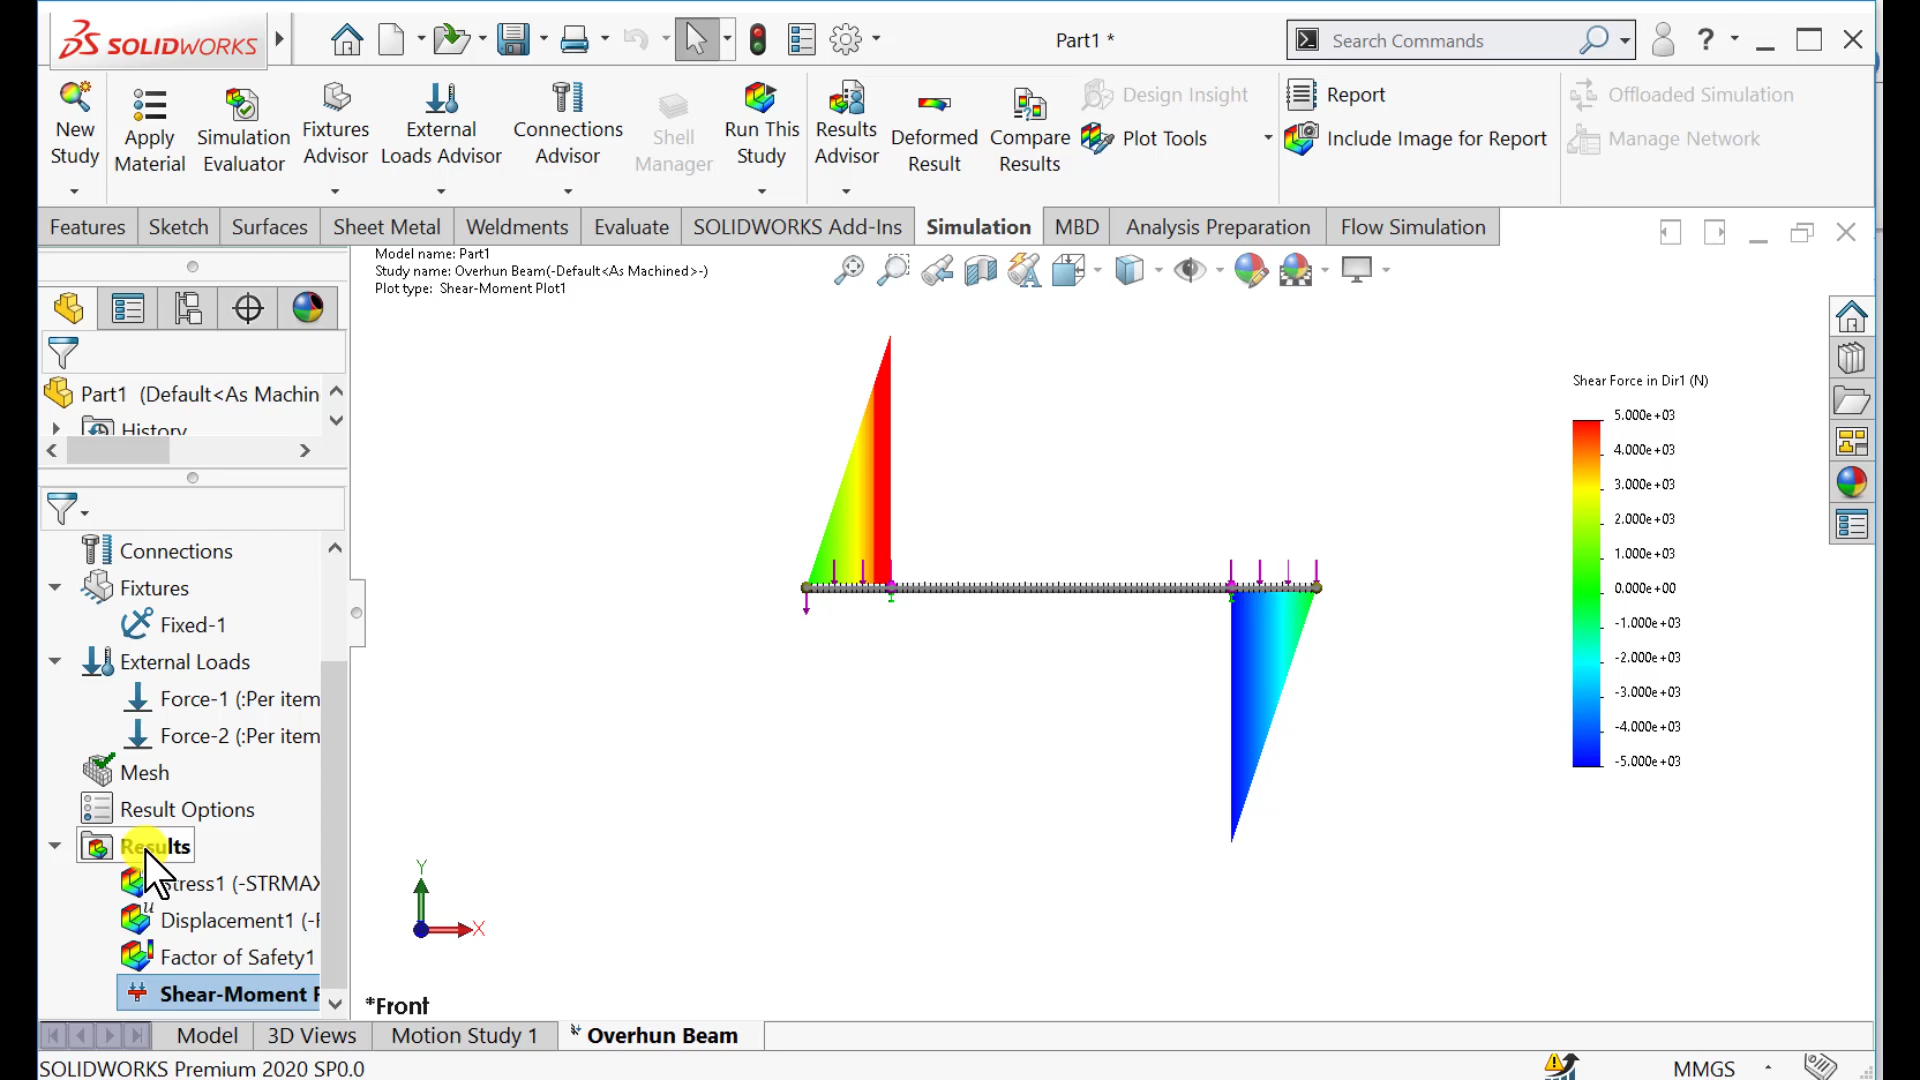 SOLIDWORKS
Part1 *
Search Commands
?
New Study
Apply Material
Simulation Evaluator
Fixtures Advisor
External Loads Advisor
Connections Advisor
Shell Manager
Run This Study
Results Advisor
Deformed Result
Compare Results
Design Insight
Plot Tools
Report
Include Image for Report
Offloaded Simulation
Manage Network
Features
Sketch
Surfaces
Sheet Metal
Weldments
Evaluate
SOLIDWORKS Add-Ins
Simulation
MBD
Analysis Preparation
Flow Simulation
Model name: Part1
Study name: Overhun Beam(-Default<As Machined>-)
Plot type: Shear-Moment Plot1
Part1 (Default<As Machin
History
Connections
Fixtures
Fixed-1
External Loads
Force-1 (:Per item
Force-2 (:Per item
Mesh
Result Options
Results
Stress1 (-STRMAX
Displacement1 (-
Factor of Safety1
Shear-Moment
Shear Force in Dir1 (N)
5.000e+03
4.000e+03
3.000e+03
2.000e+03
1.000e+03
0.000e+00
-1.000e+03
-2.000e+03
-3.000e+03
-4.000e+03
-5.000e+03
Y
X
*Front
Model
3D Views
Motion Study 1
Overhun Beam
SOLIDWORKS Premium 2020 SP0.0
MMGS